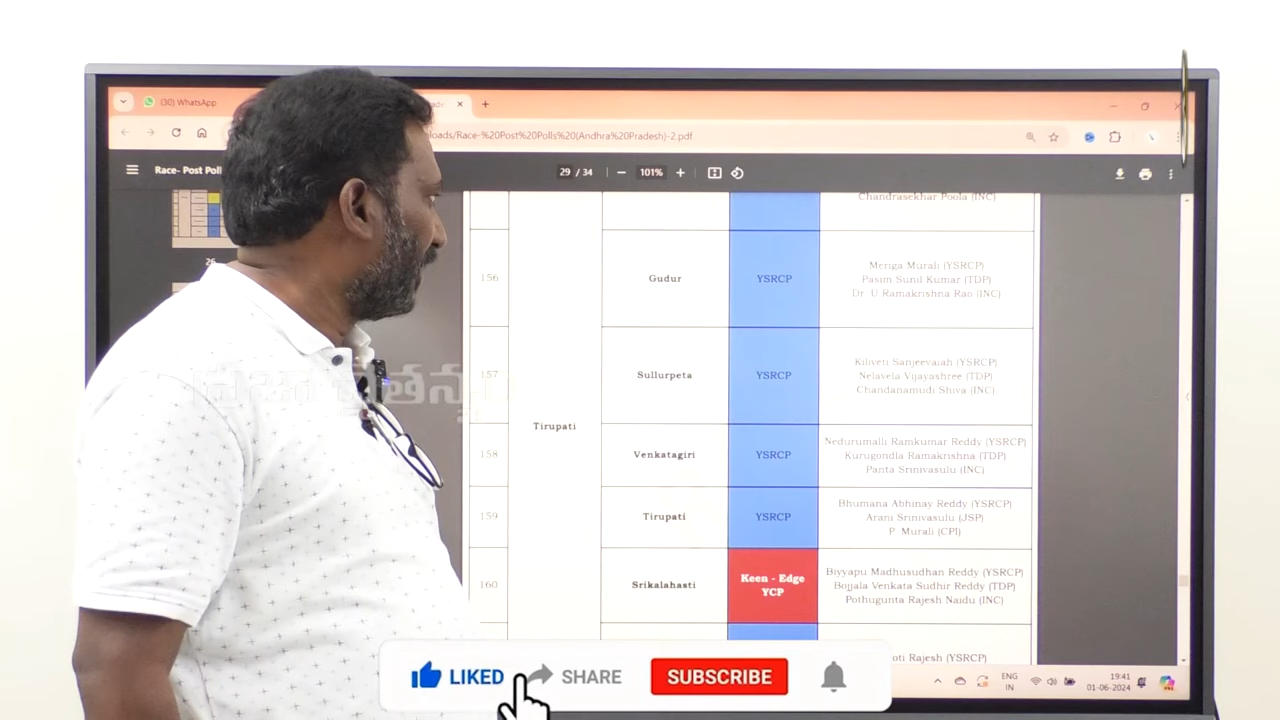 (30) WhatsApp
loads/Race-%20Post%20Polls%20(Andhra%20Pradesh)-2.pdf
Race- Post Poll
29 / 34
101%
26
Chandrasekhar Poola (INC)
156
Gudur
YSRCP
Meriga Murali (YSRCP)
Pasim Sunil Kumar (TDP)
Dr. U Ramakrishna Rao (INC)
157
Sullurpeta
YSRCP
Kiliveti Sanjeevaiah (YSRCP)
Nelavela Vijayashree (TDP)
Chandanamudi Shiva (INC)
Tirupati
158
Venkatagiri
YSRCP
Nedurumalli Ramkumar Reddy (YSRCP)
Kurugondla Ramakrishna (TDP)
Panta Srinivasulu (INC)
159
Tirupati
YSRCP
Bhumana Abhinay Reddy (YSRCP)
Arani Srinivasulu (JSP)
P. Murali (CPI)
160
Srikalahasti
Keen - Edge
YCP
Biyyapu Madhusudhan Reddy (YSRCP)
Bojjala Venkata Sudhir Reddy (TDP)
Pothugunta Rajesh Naidu (INC)
oti Rajesh (YSRCP)
LIKED
SHARE
SUBSCRIBE
ENG
IN
19:41
01-06-2024